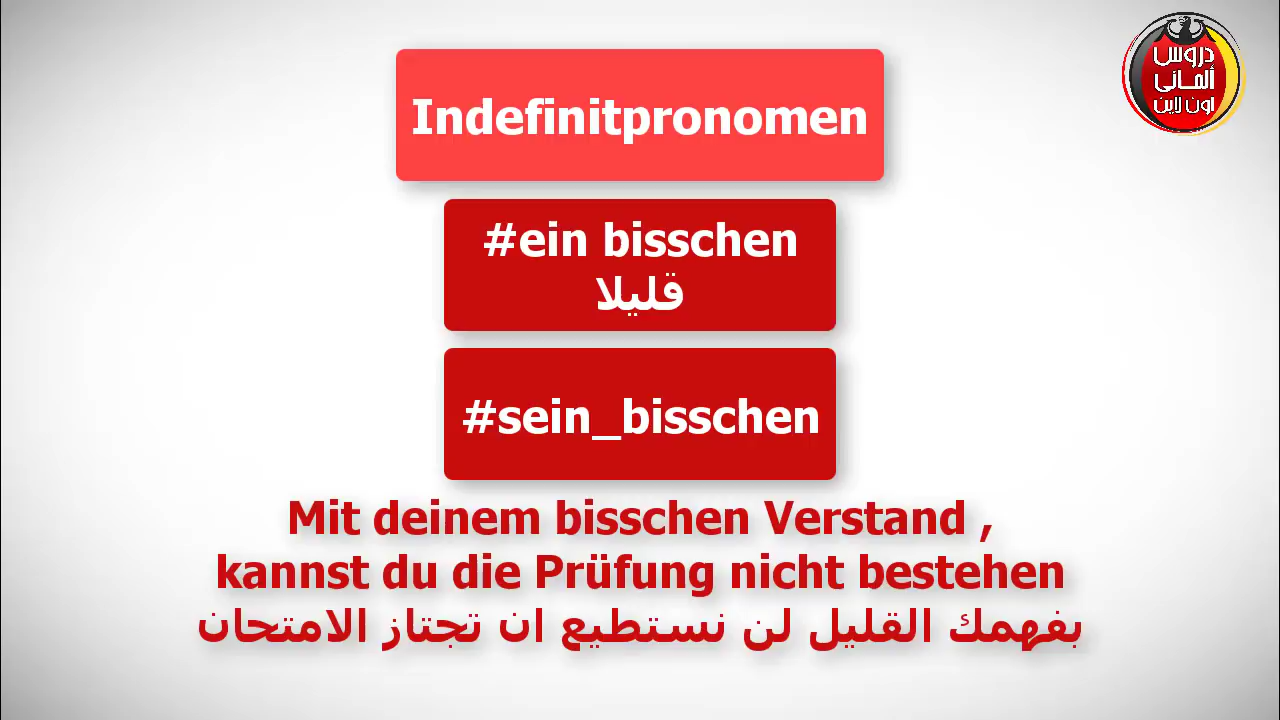 دروس
ألمانى
اون لاين
Indefinitpronomen
#ein bisschen
قليلا
#sein_bisschen
Mit deinem bisschen Verstand ,
kannst du die Prüfung nicht bestehen
بفهمك القليل لن نستطيع ان تجتاز الامتحان